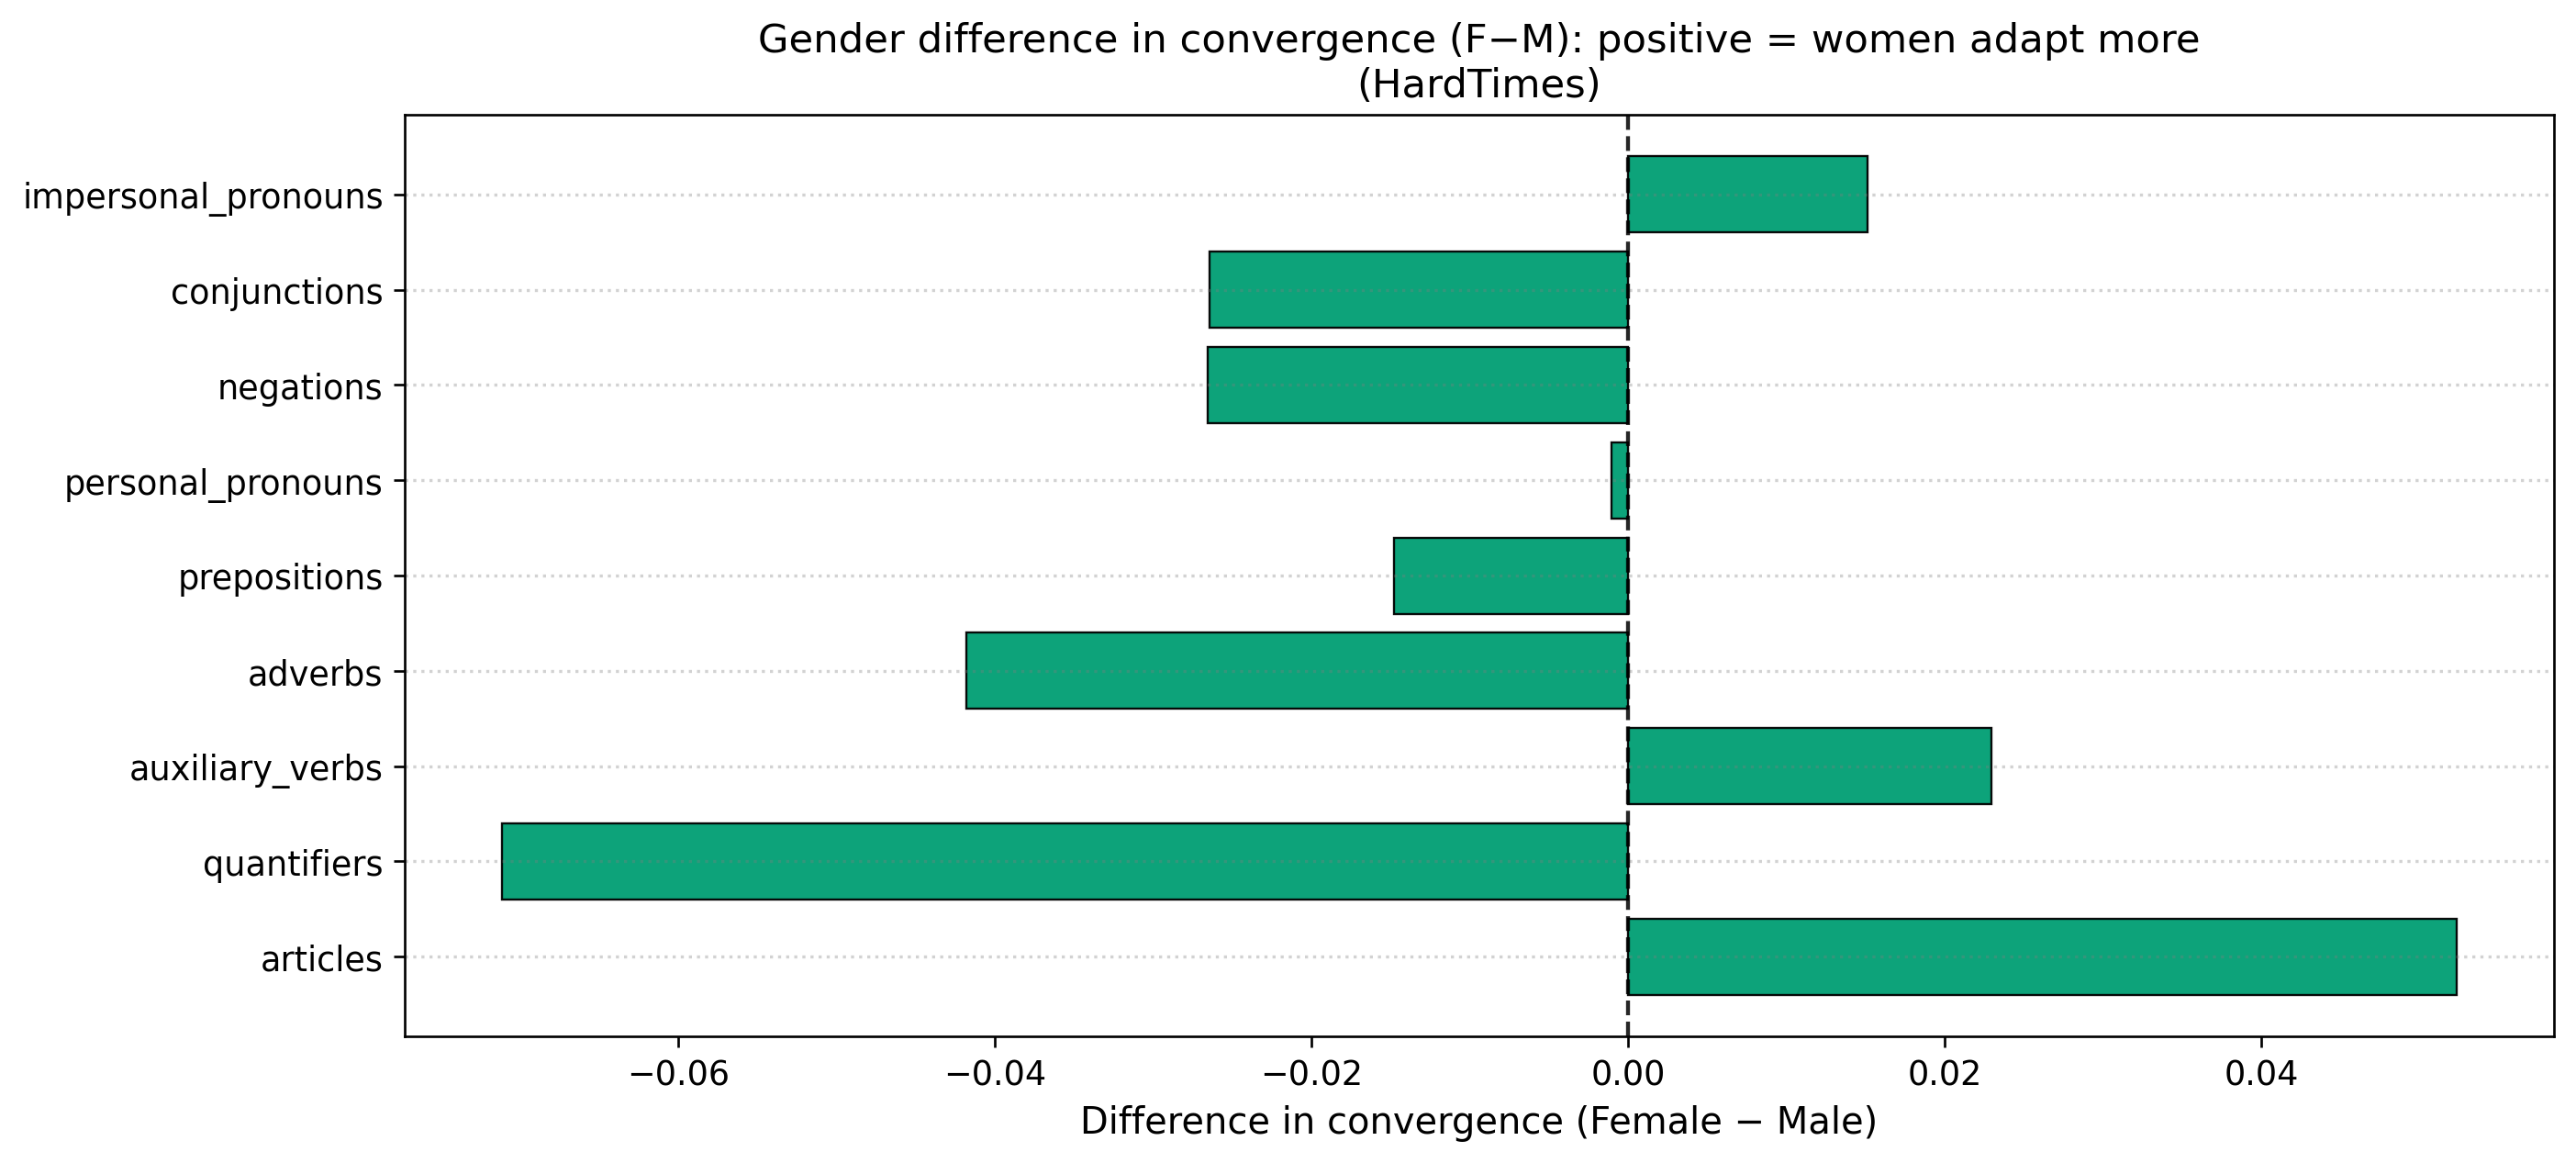 Gender difference in convergence (F−M): positive = women adapt more
(HardTimes)
impersonal_pronouns
conjunctions
negations
personal_pronouns
prepositions
adverbs
auxiliary_verbs
quantifiers
articles
−0.06 −0.04 −0.02 0.00 0.02 0.04
Difference in convergence (Female − Male)